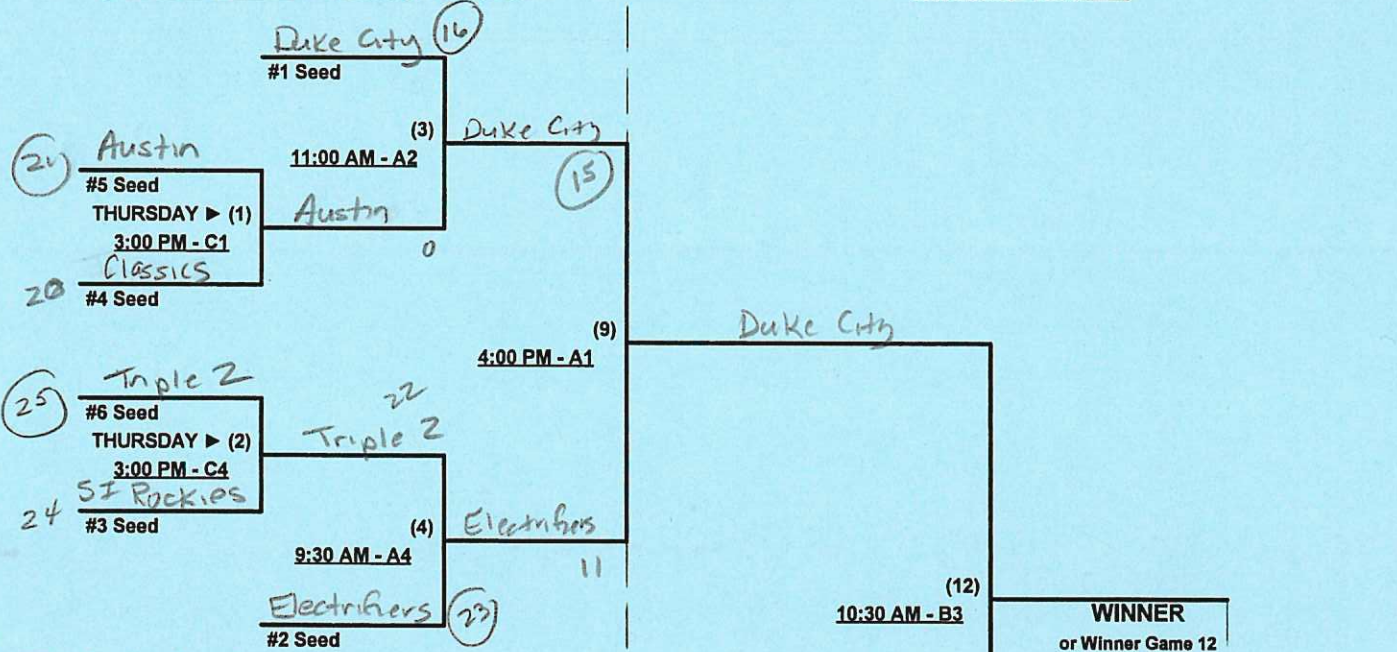 Duke City 16
#1 Seed
(3) Duke City
11:00 AM - A2
15
Austin
#5 Seed
THURSDAY ► (1)
3:00 PM - C1
Austin
0
Classics
#4 Seed
(9)
4:00 PM - A1
Duke City
25 Triple Z
#6 Seed
THURSDAY ► (2)
3:00 PM - C4
22
Triple Z
24 SI Rockies
#3 Seed
(4) Electrifiers
9:30 AM - A4
11
Electrifiers 23
#2 Seed
(12)
10:30 AM - B3
WINNER
or Winner Game 12